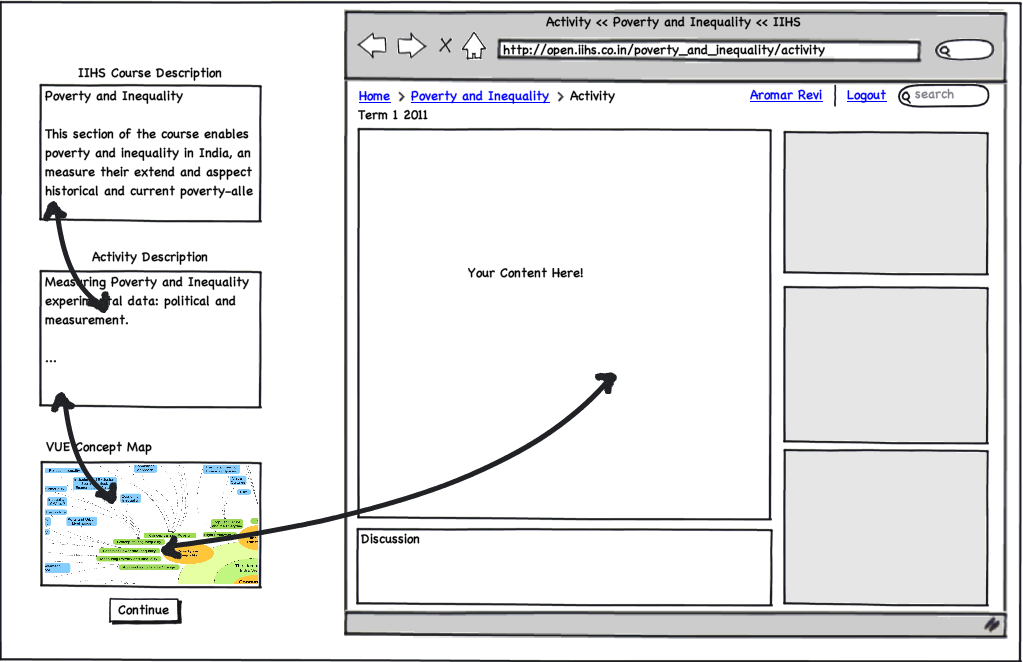 IIHS Course Description
Poverty and Inequality
This section of the course enables
poverty and inequality in India, an
measure their extend and asppect
historical and current poverty-alle
Activity Description
Measuring Poverty and Inequality
data: political and
measurement.
...
VUE Concept Map
Continue
Activity << Poverty and Inequality << IIHS
http://open.iihs.co.in/poverty_and_inequality/activity
Home > Poverty and Inequality > Activity
Aromar Revi | Logout
search
Term 1 2011
Your Content Here!
Discussion